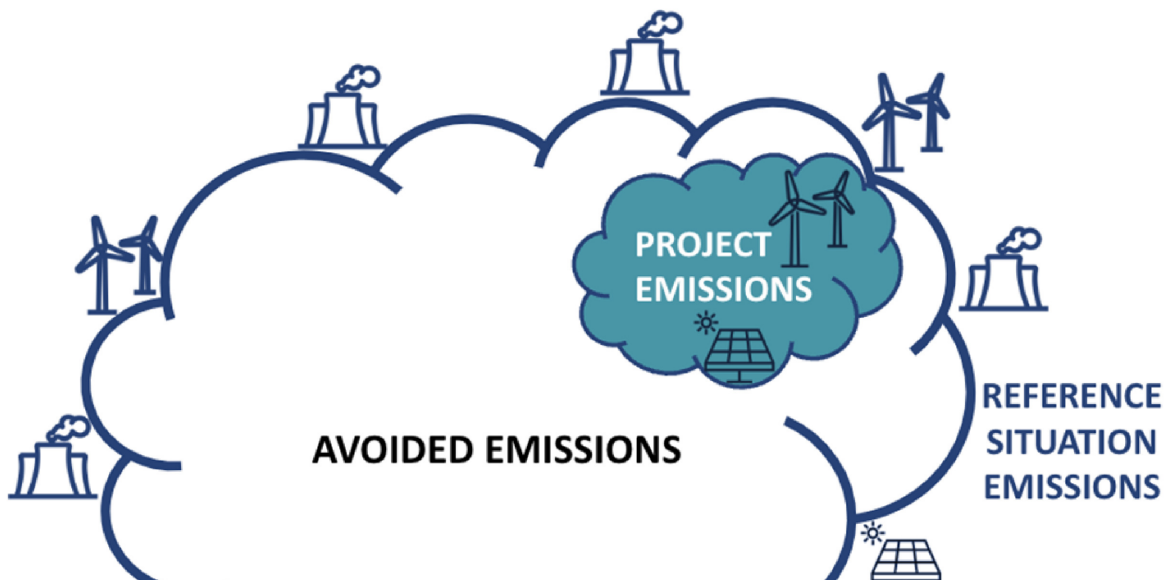 PROJECT
EMISSIONS
AVOIDED EMISSIONS
REFERENCE
SITUATION
EMISSIONS